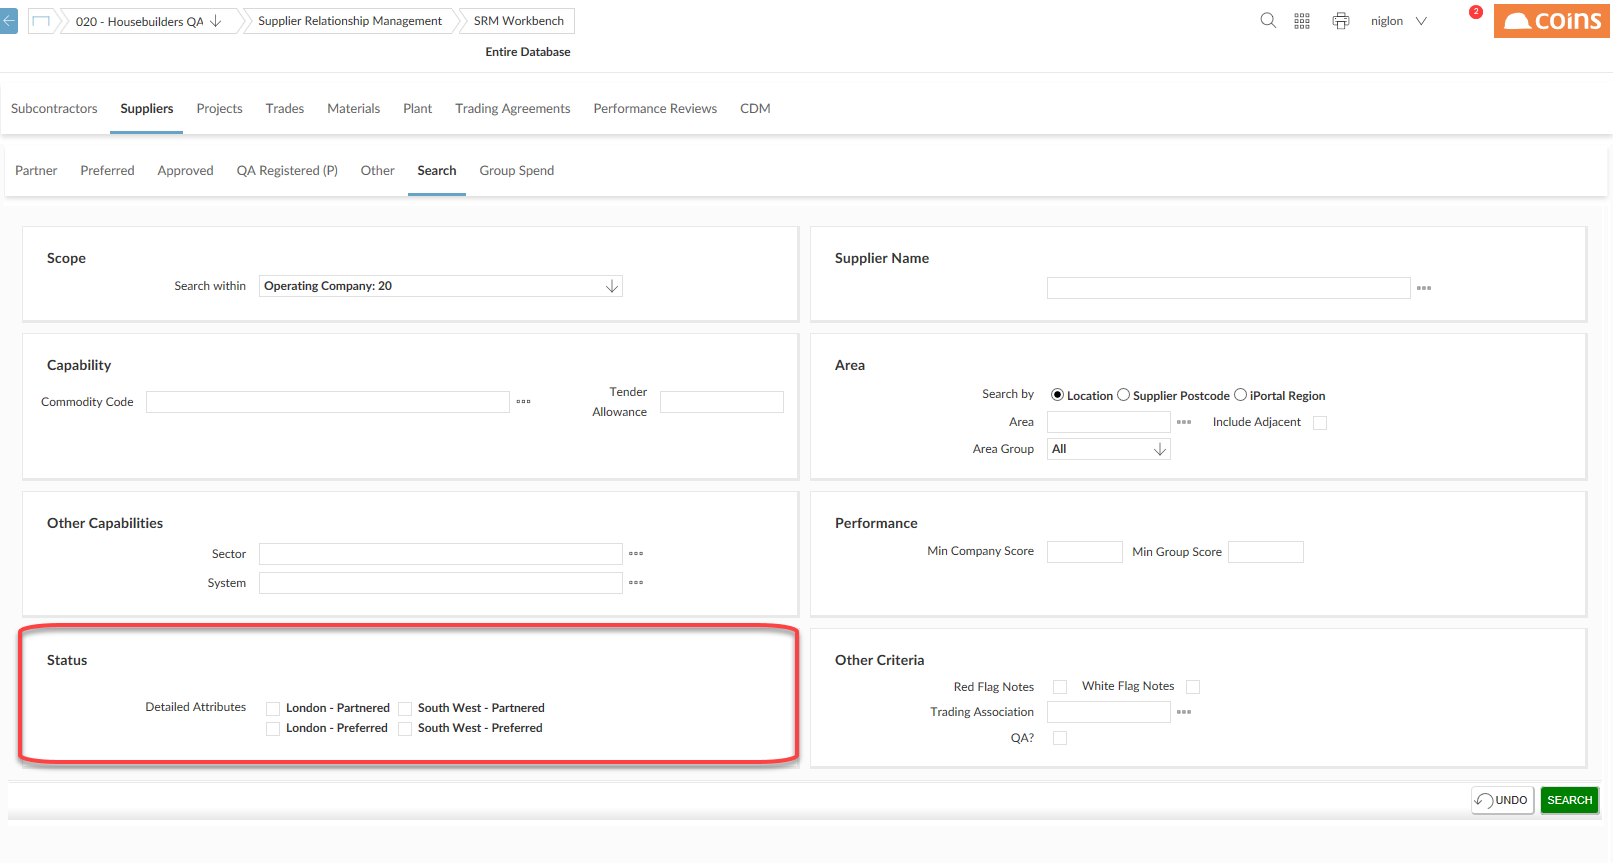 020 - Housebuilders QA
Supplier Relationship Management
SRM Workbench
niglon
2
coins
Entire Database
Subcontractors Suppliers Projects Trades Materials Plant Trading Agreements Performance Reviews CDM
Partner Preferred Approved QA Registered (P) Other Search Group Spend
Scope
Search within Operating Company: 20
Supplier Name
Capability
Commodity Code
Tender
Allowance
Area
Search by Location Supplier Postcode iPortal Region
Area Include Adjacent
Area Group All
Other Capabilities
Sector
System
Performance
Min Company Score Min Group Score
Status
Detailed Attributes London - Partnered South West - Partnered
London - Preferred South West - Preferred
Other Criteria
Red Flag Notes White Flag Notes
Trading Association
QA?
UNDO SEARCH